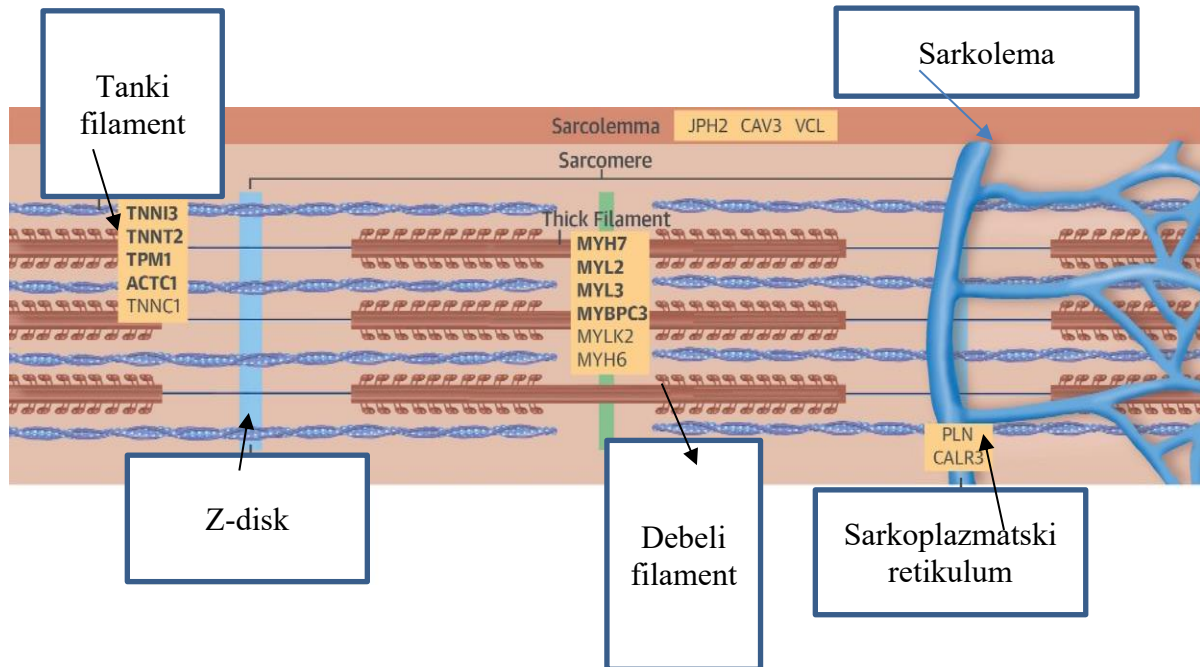 Tanki
filament
Sarkolema
Sarcolemma
JPH2 CAV3 VCL
Sarcomere
TNNI3
TNNT2
TPM1
ACTC1
TNNC1
Thick Filament
MYH7
MYL2
MYL3
MYBPC3
MYLK2
MYH6
PLN
CALR3
Z-disk
Debeli
filament
Sarkoplazmatski
retikulum